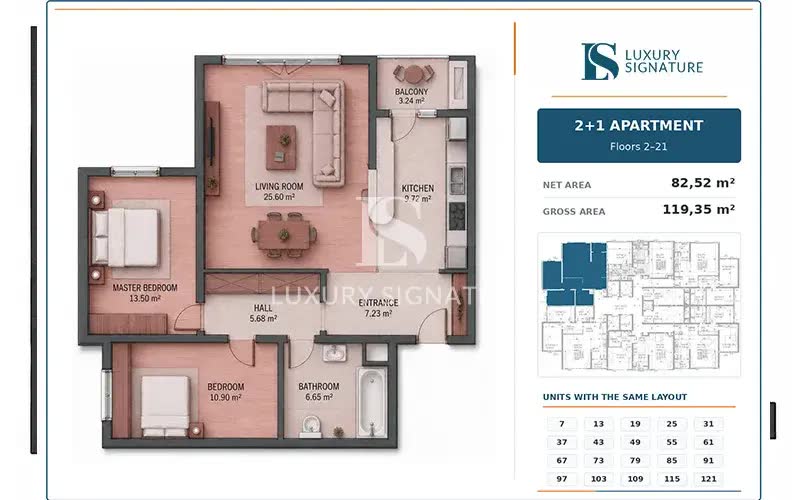 BALCONY
3.24 m²
LIVING ROOM
25.60 m²
KITCHEN
9.72 m²
MASTER BEDROOM
13.50 m²
HALL
5.68 m²
ENTRANCE
7.23 m²
BEDROOM
10.90 m²
BATHROOM
6.65 m²
LS
LUXURY SIGNATURE
LS
LUXURY
SIGNATURE
2+1 APARTMENT
Floors 2–21
NET AREA 82,52 m²
GROSS AREA 119,35 m²
UNITS WITH THE SAME LAYOUT
7 13 19 25 31
37 43 49 55 61
67 73 79 85 91
97 103 109 115 121